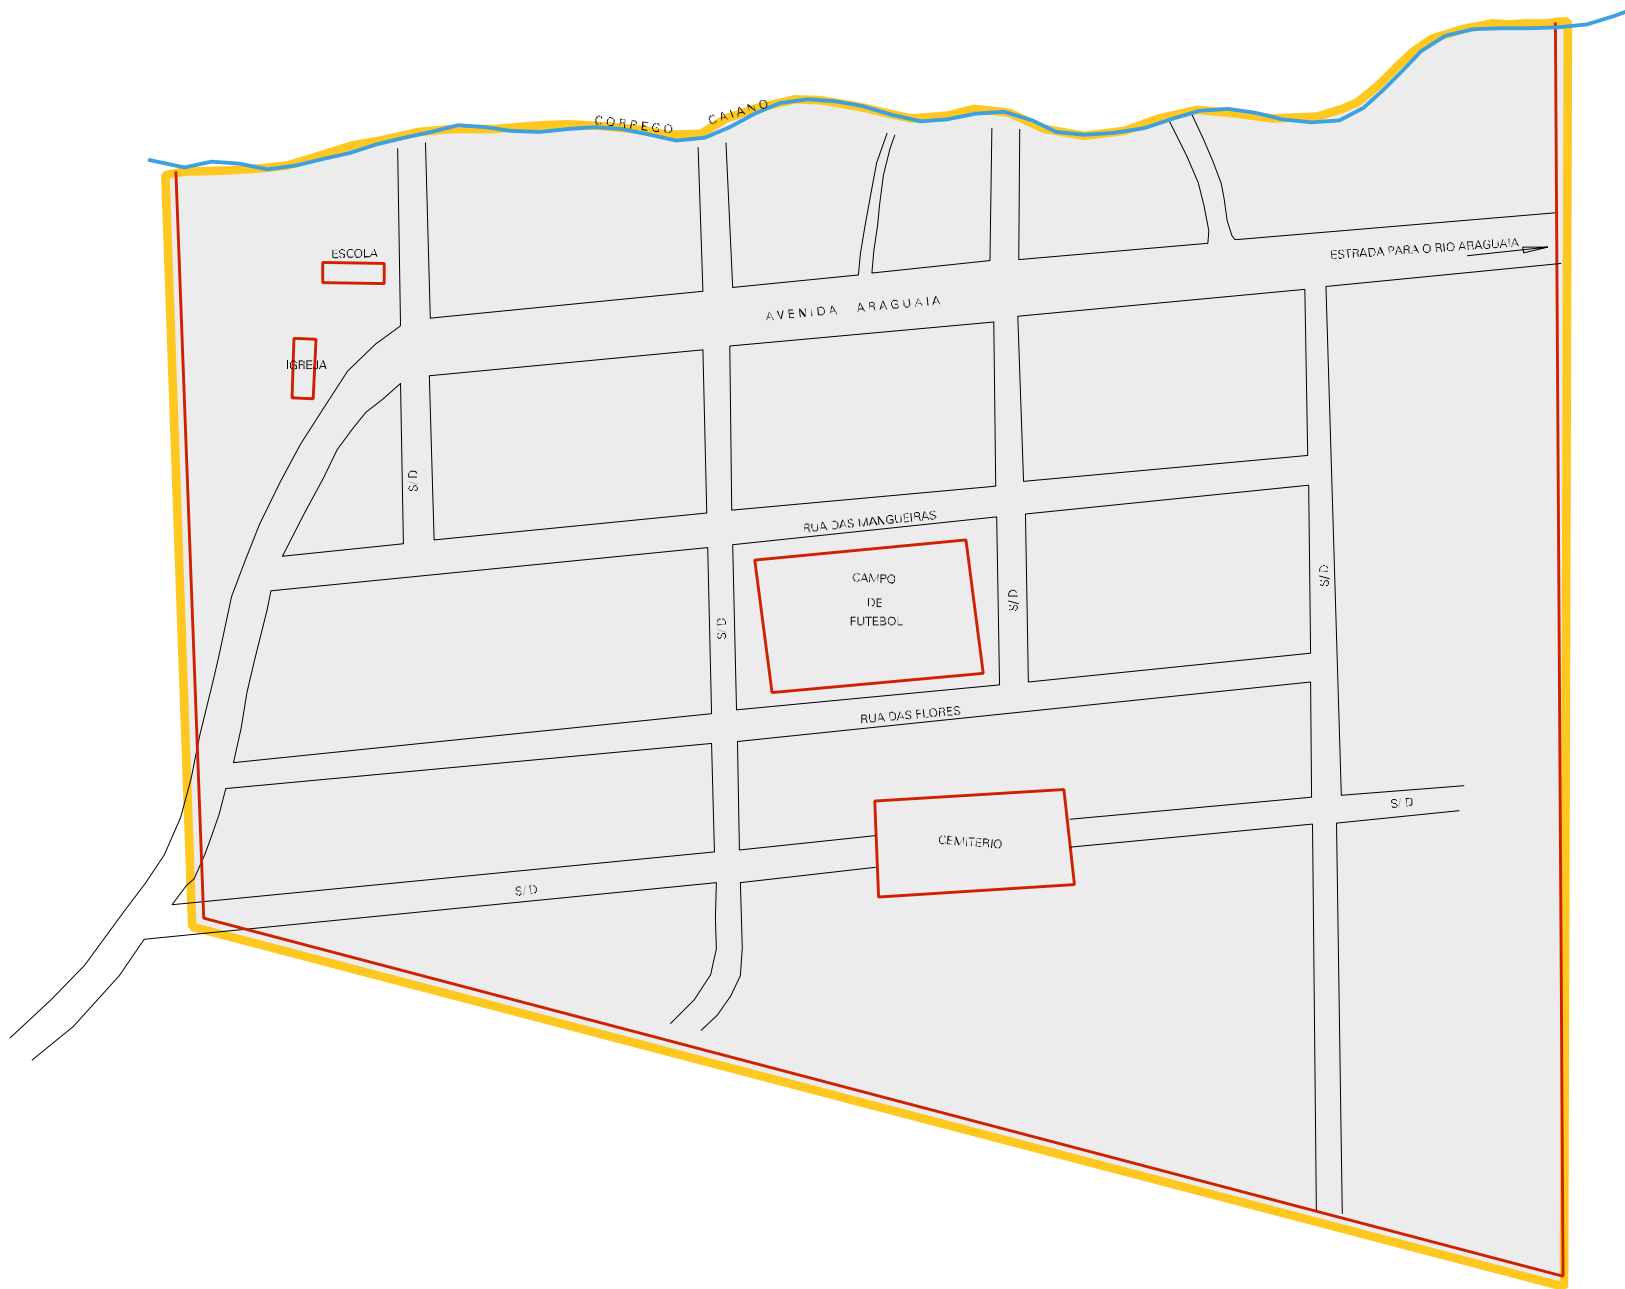 CORPEGO CAIANO
ESCOLA
ESTRADA PARA O RIO ARAGUAIA
AVENIDA ARAGUAIA
IGREJA
S/D
RUA DAS MANGUEIRAS
CAMPO
DE
FUTEBOL
S/D
S/D
S/D
RUA DAS FLORES
S/D
CEMITERIO
S/D